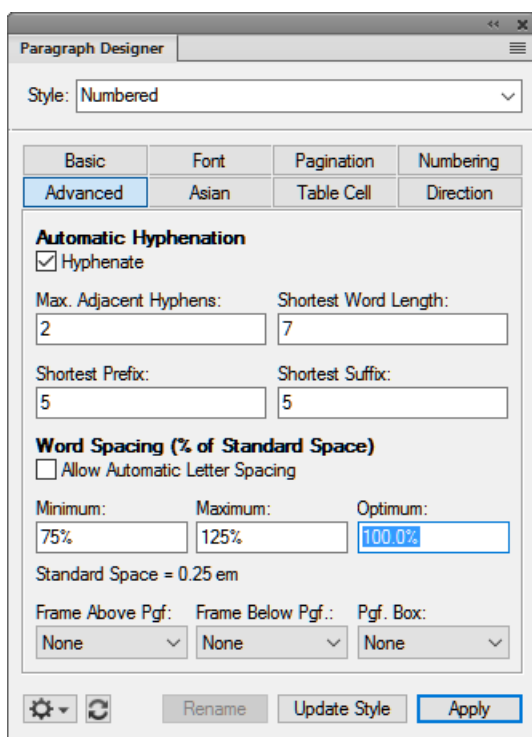 Paragraph Designer
Style: Numbered
Basic Font Pagination Numbering
Advanced Asian Table Cell Direction
Automatic Hyphenation
Hyphenate
Max. Adjacent Hyphens: Shortest Word Length:
2 7
Shortest Prefix: Shortest Suffix:
5 5
Word Spacing (% of Standard Space)
Allow Automatic Letter Spacing
Minimum: Maximum: Optimum:
75% 125% 100.0%
Standard Space = 0.25 em
Frame Above Pgf: Frame Below Pgf.: Pgf. Box:
None None None
Rename Update Style Apply